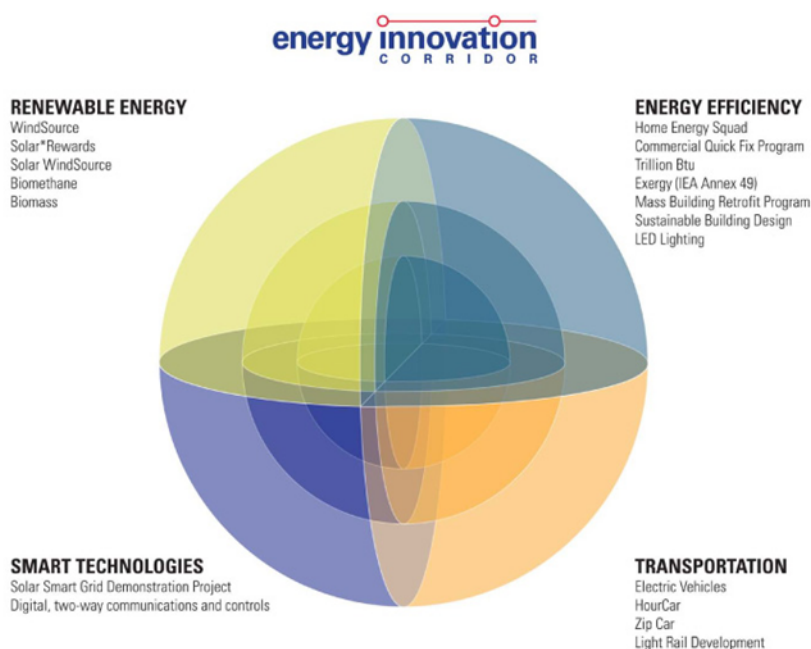 energy innovation
CORRIDOR
RENEWABLE ENERGY
WindSource
Solar*Rewards
Solar WindSource
Biomethane
Biomass
ENERGY EFFICIENCY
Home Energy Squad
Commercial Quick Fix Program
Trillion Btu
Exergy (IEA Annex 49)
Mass Building Retrofit Program
Sustainable Building Design
LED Lighting
SMART TECHNOLOGIES
Solar Smart Grid Demonstration Project
Digital, two-way communications and controls
TRANSPORTATION
Electric Vehicles
HourCar
Zip Car
Light Rail Development